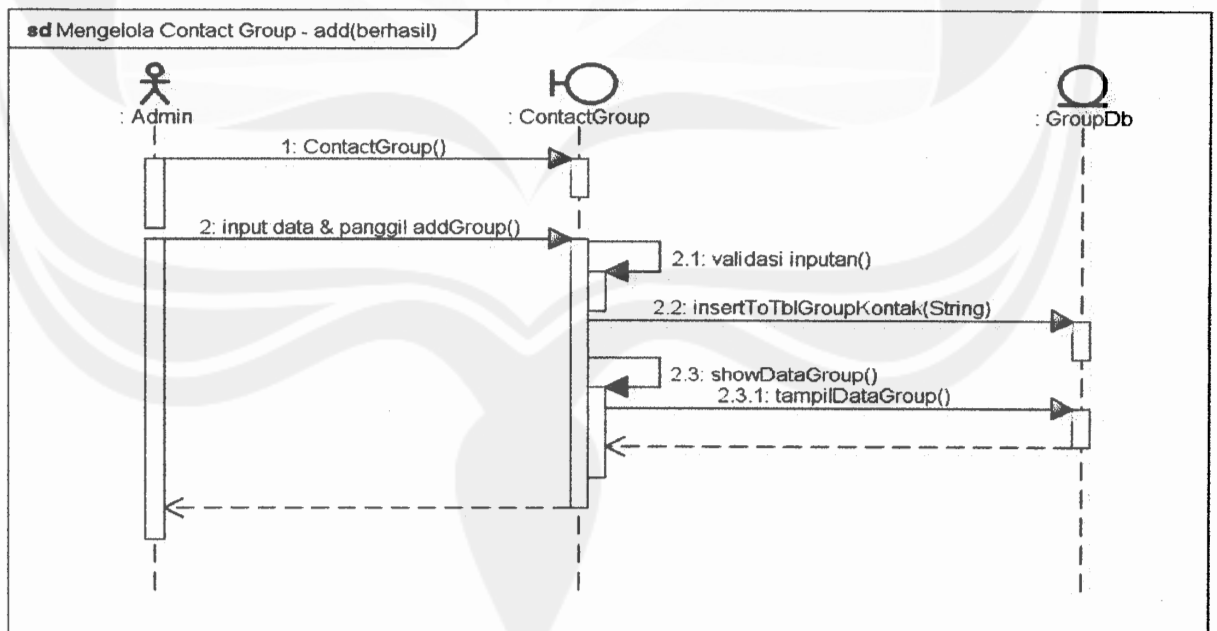 sd Mengelola Contact Group - add(berhasil)
: Admin
: ContactGroup
: GroupDb
1: ContactGroup()
2: input data & panggil addGroup()
2.1: validasi inputan()
2.2: insertToTblGroupKontak(String)
2.3: showDataGroup()
2.3.1: tampilDataGroup()